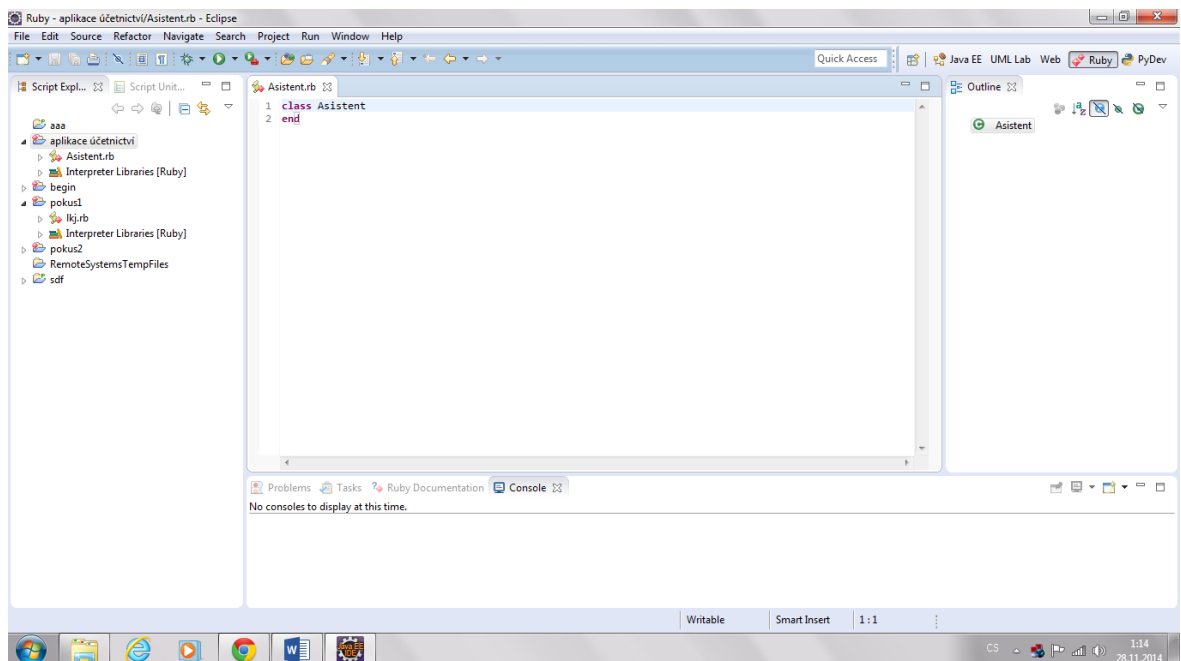 Ruby - aplikace účetnictví/Asistent.rb - Eclipse
File Edit Source Refactor Navigate Search Project Run Window Help
Quick Access Java EE UML Lab Web Ruby PyDev
Script Expl... Script Unit...
aaa
aplikace účetnictví
Asistent.rb
Interpreter Libraries [Ruby]
begin
pokus1
lkj.rb
Interpreter Libraries [Ruby]
pokus2
RemoteSystemsTempFiles
sdf
Asistent.rb
1 class Asistent
2 end
Outline
Asistent
Problems Tasks Ruby Documentation Console
No consoles to display at this time.
Writable Smart Insert 1 : 1
Java EE
IDE
CS 1:14
28.11.2014